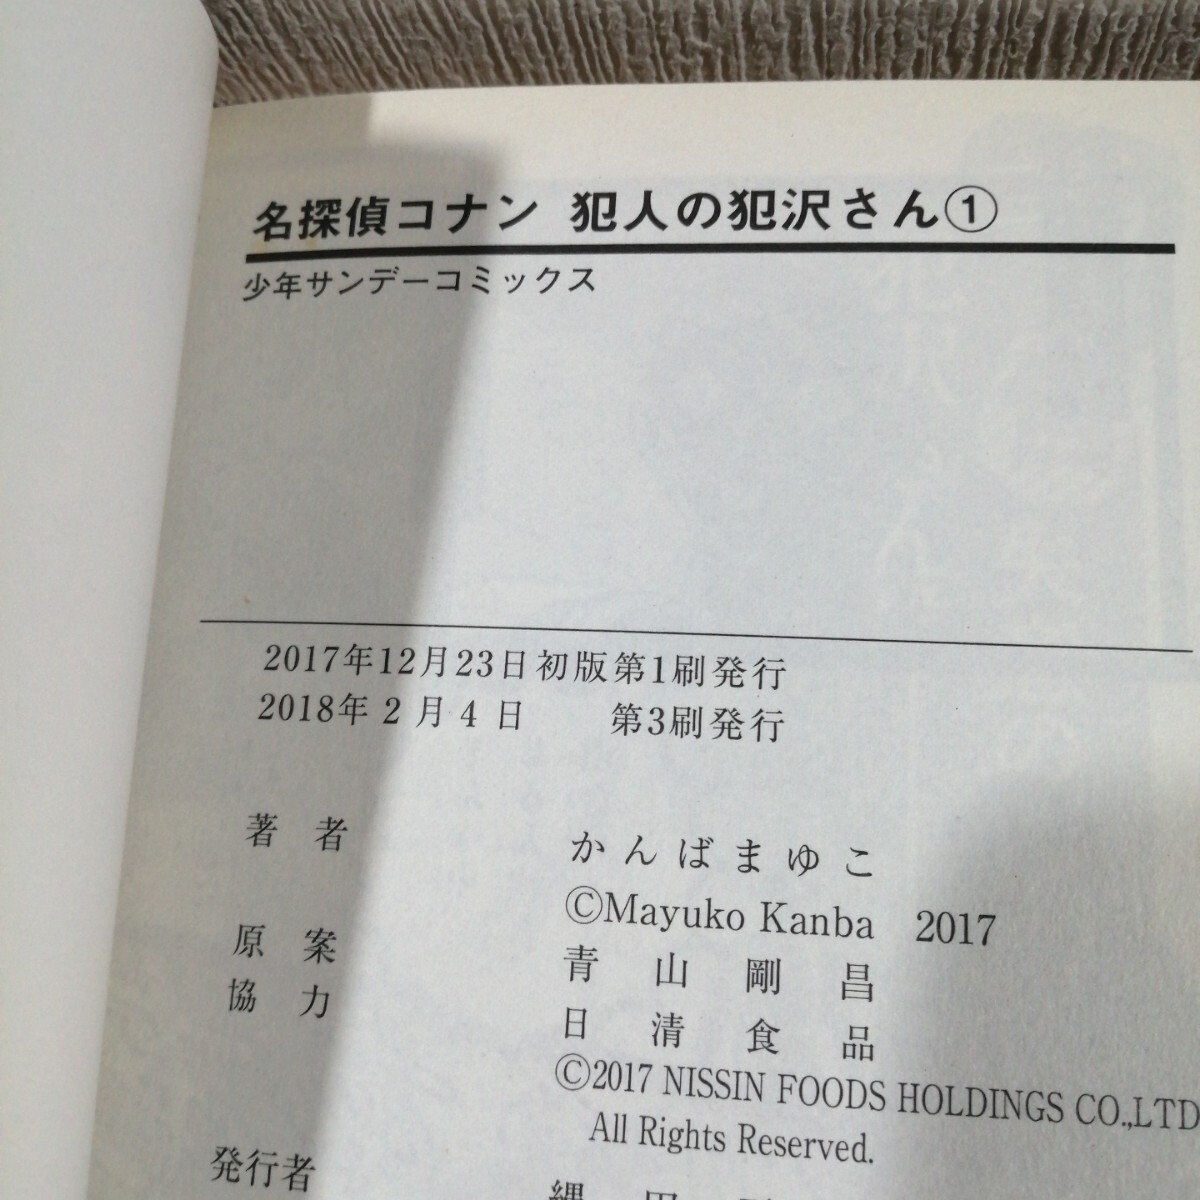 名探偵コナン 犯人の犯沢さん①
少年サンデーコミックス
2017年12月23日初版第1刷発行
2018年2月4日 第3刷発行
著者 かんばまゆこ
©Mayuko Kanba 2017
原案 青山剛昌
協力 日清食品
©2017 NISSIN FOODS HOLDINGS CO.,LTD
All Rights Reserved.
発行者 縄田